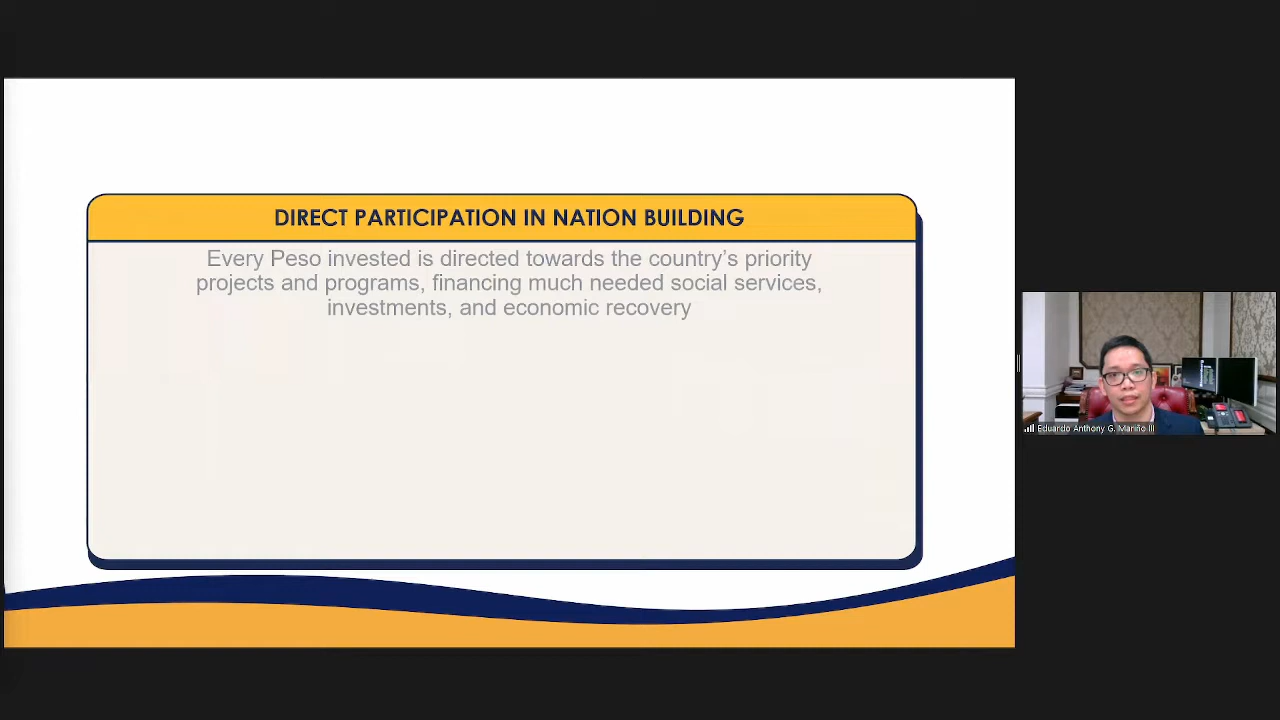 DIRECT PARTICIPATION IN NATION BUILDING
Every Peso invested is directed towards the country’s priority
projects and programs, financing much needed social services,
investments, and economic recovery
Eduardo Anthony G. Mariño III